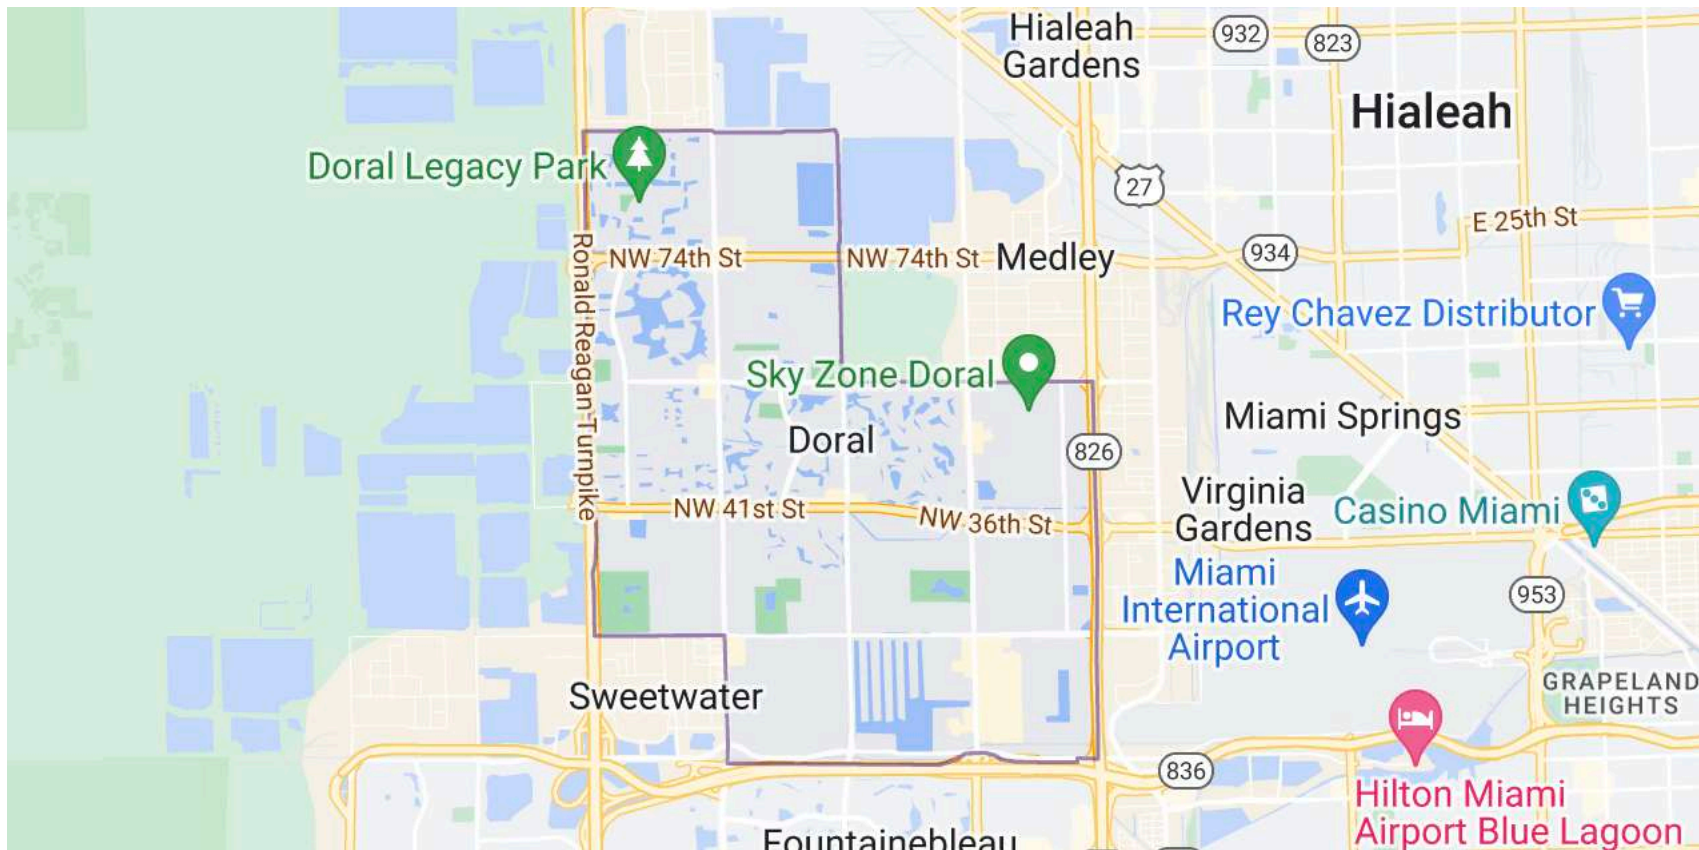 Hialeah
Gardens
932
823
Hialeah
Doral Legacy Park
27
E 25th St
NW 74th St
NW 74th St
Medley
934
Ronald Reagan Turnpike
Rey Chavez Distributor
Sky Zone Doral
Miami Springs
Doral
826
Virginia
Gardens
Casino Miami
NW 41st St
NW 36th St
Miami
International
Airport
953
Sweetwater
GRAPELAND
HEIGHTS
836
Hilton Miami
Airport Blue Lagoon
Fountainebleau